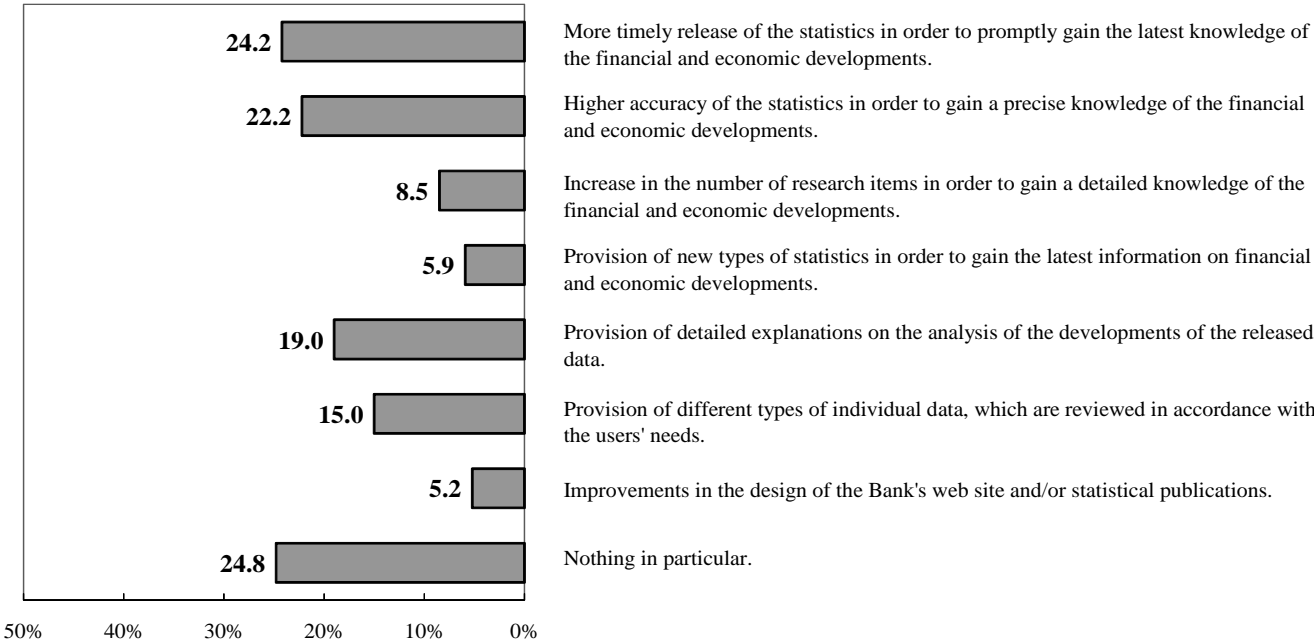 24.2
More timely release of the statistics in order to promptly gain the latest knowledge of
the financial and economic developments.
22.2
Higher accuracy of the statistics in order to gain a precise knowledge of the financial
and economic developments.
8.5
Increase in the number of research items in order to gain a detailed knowledge of the
financial and economic developments.
5.9
Provision of new types of statistics in order to gain the latest information on financial
and economic developments.
19.0
Provision of detailed explanations on the analysis of the developments of the released
data.
15.0
Provision of different types of individual data, which are reviewed in accordance with
the users' needs.
5.2
Improvements in the design of the Bank's web site and/or statistical publications.
24.8
Nothing in particular.
50% 40% 30% 20% 10% 0%